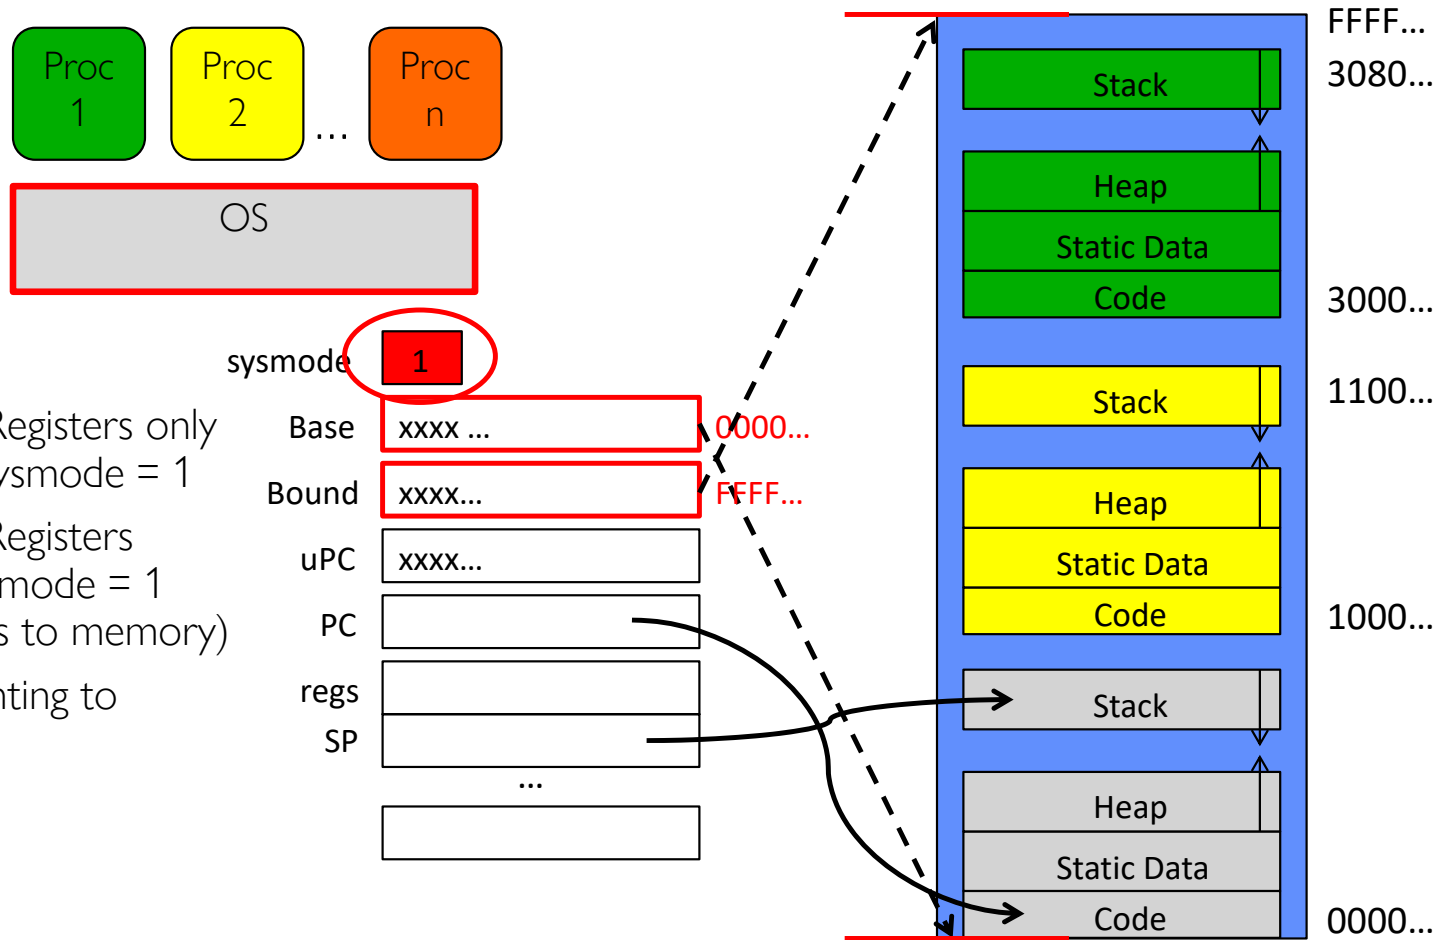 Proc
1
Proc
2
...
Proc
n
OS
sysmode
1
Registers only
sysmode = 1
Registers
mode = 1
s to memory)
nting to
Base
xxxx ...
0000...
Bound
xxxx...
FFFF...
uPC
xxxx...
PC
regs
SP
...
FFFF...
3080...
Stack
Heap
Static Data
Code
3000...
Stack
1100...
Heap
Static Data
Code
1000...
Stack
Heap
Static Data
Code
0000...